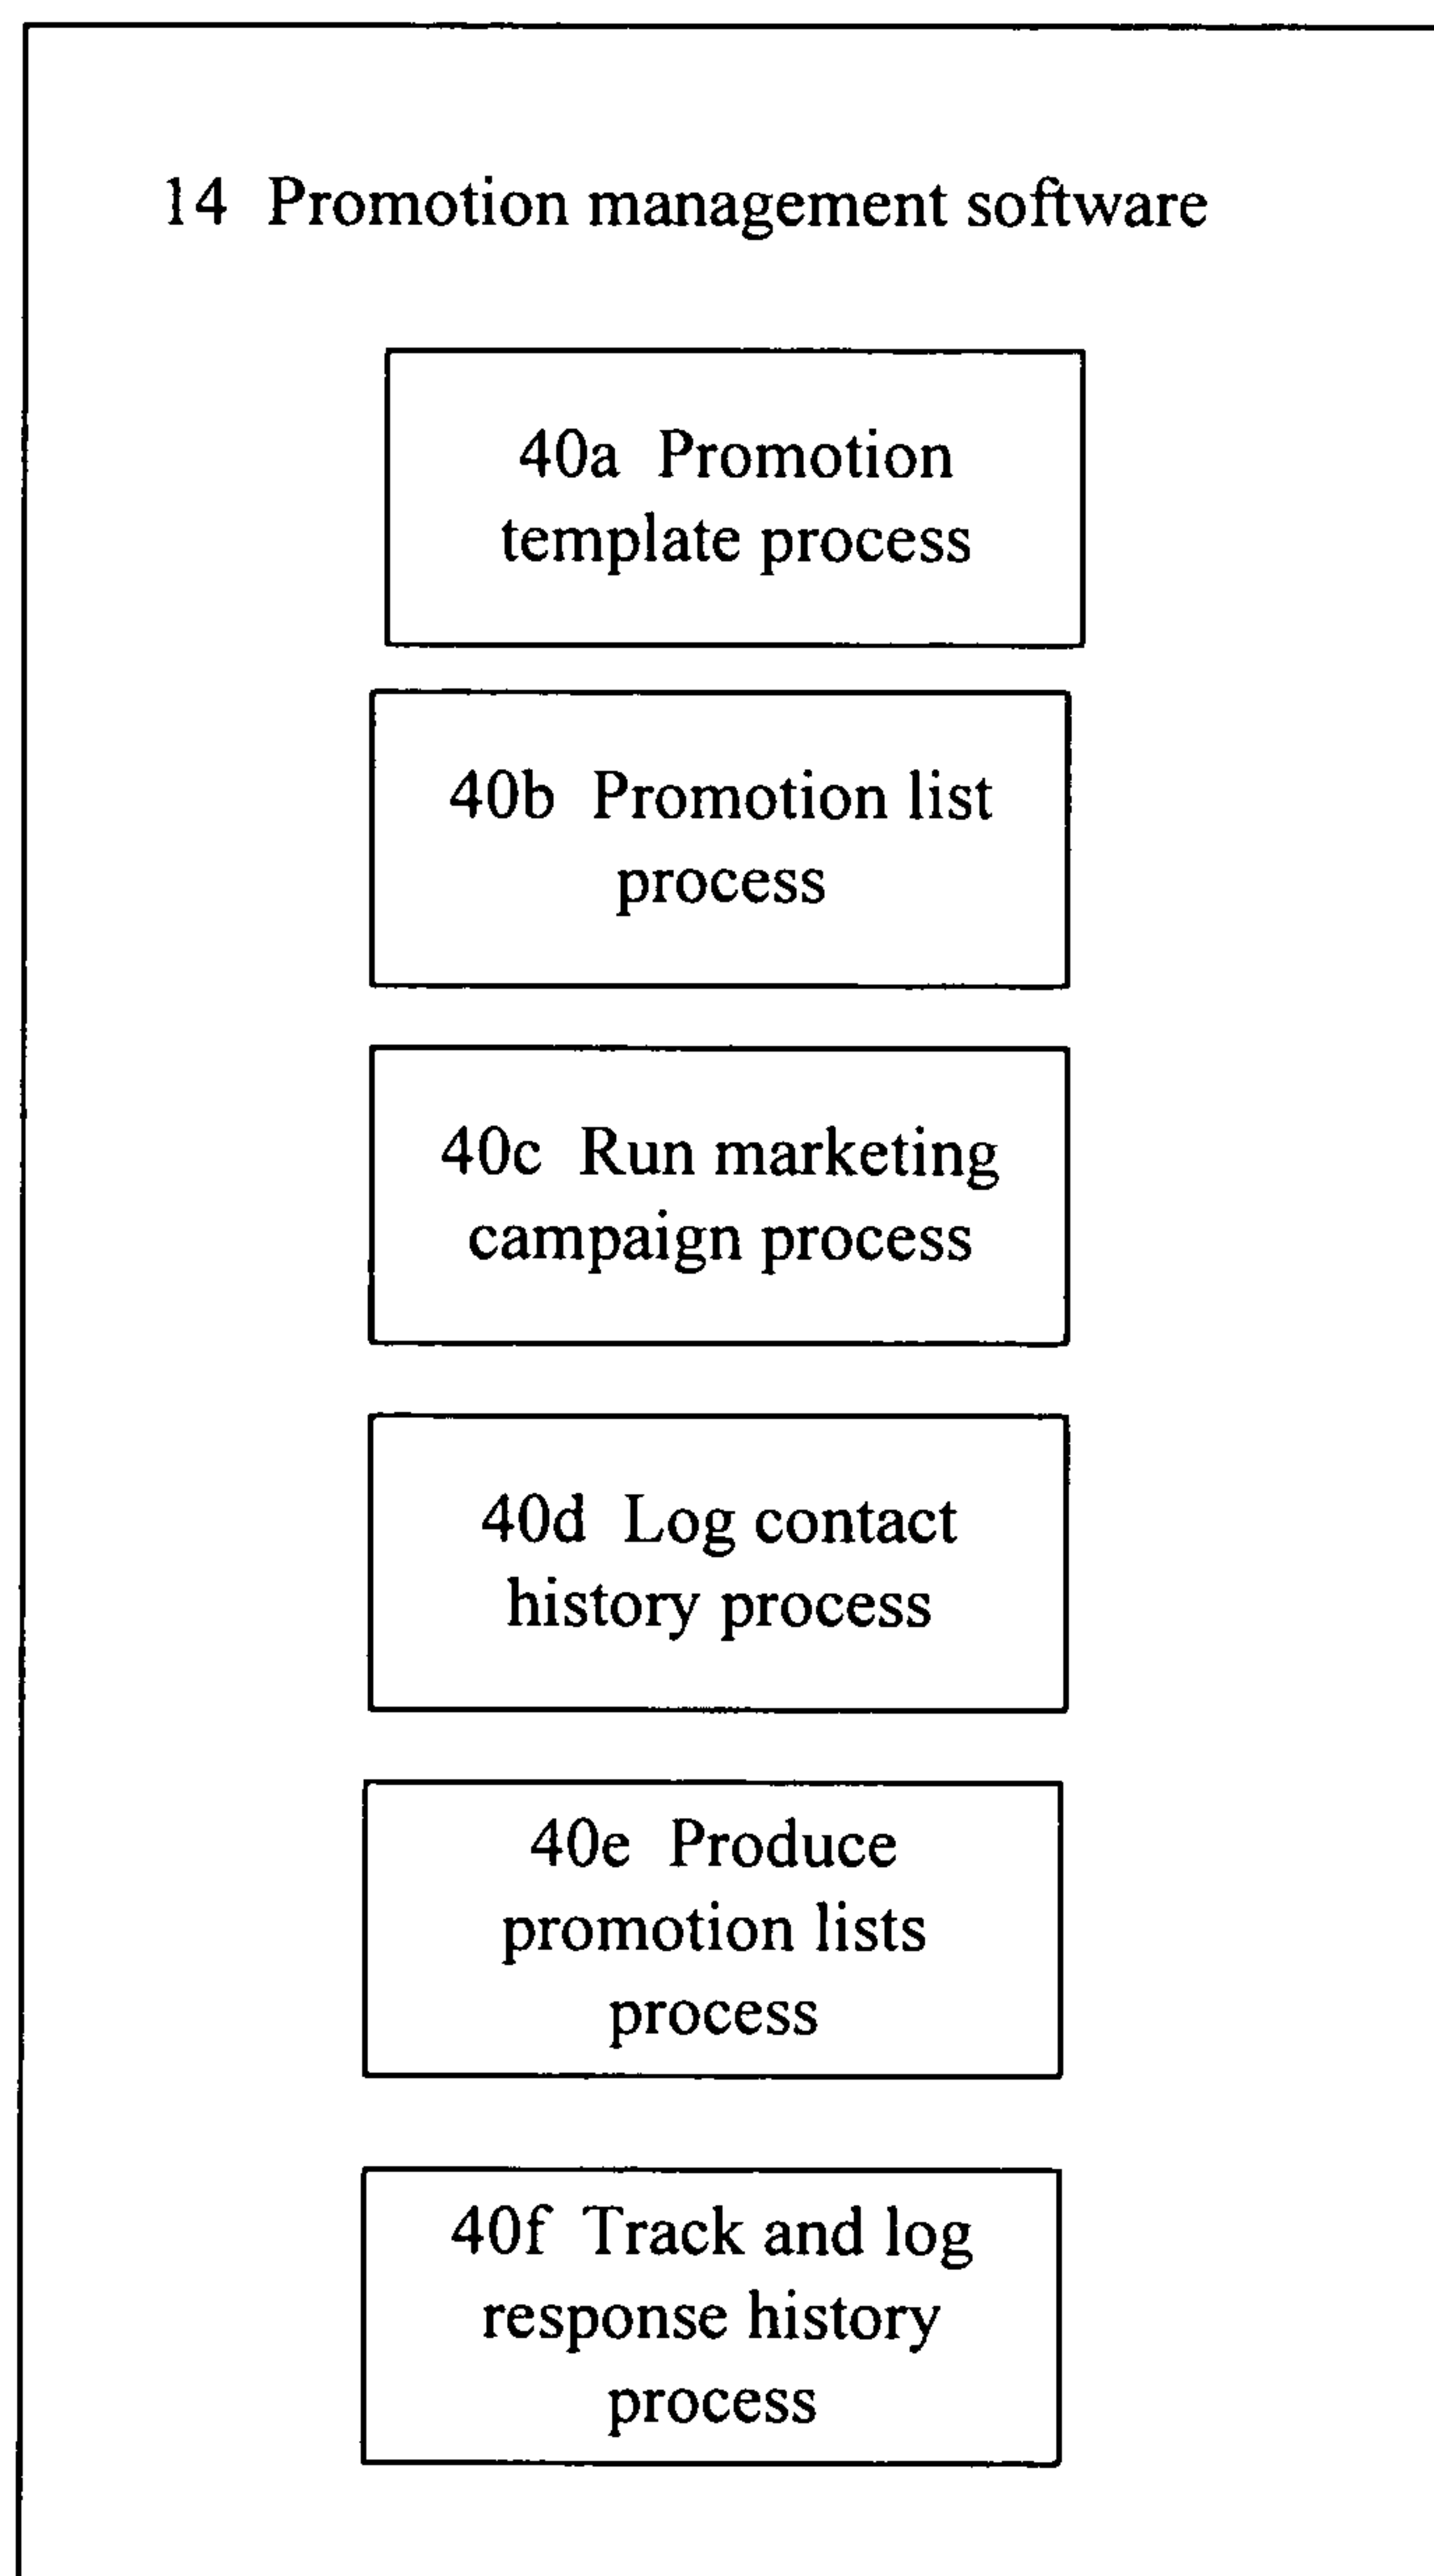 14 Promotion management software
40a Promotion
template process
40b Promotion list
process
40c Run marketing
campaign process
40d Log contact
history process
40e Produce
promotion lists
process
40f Track and log
response history
process